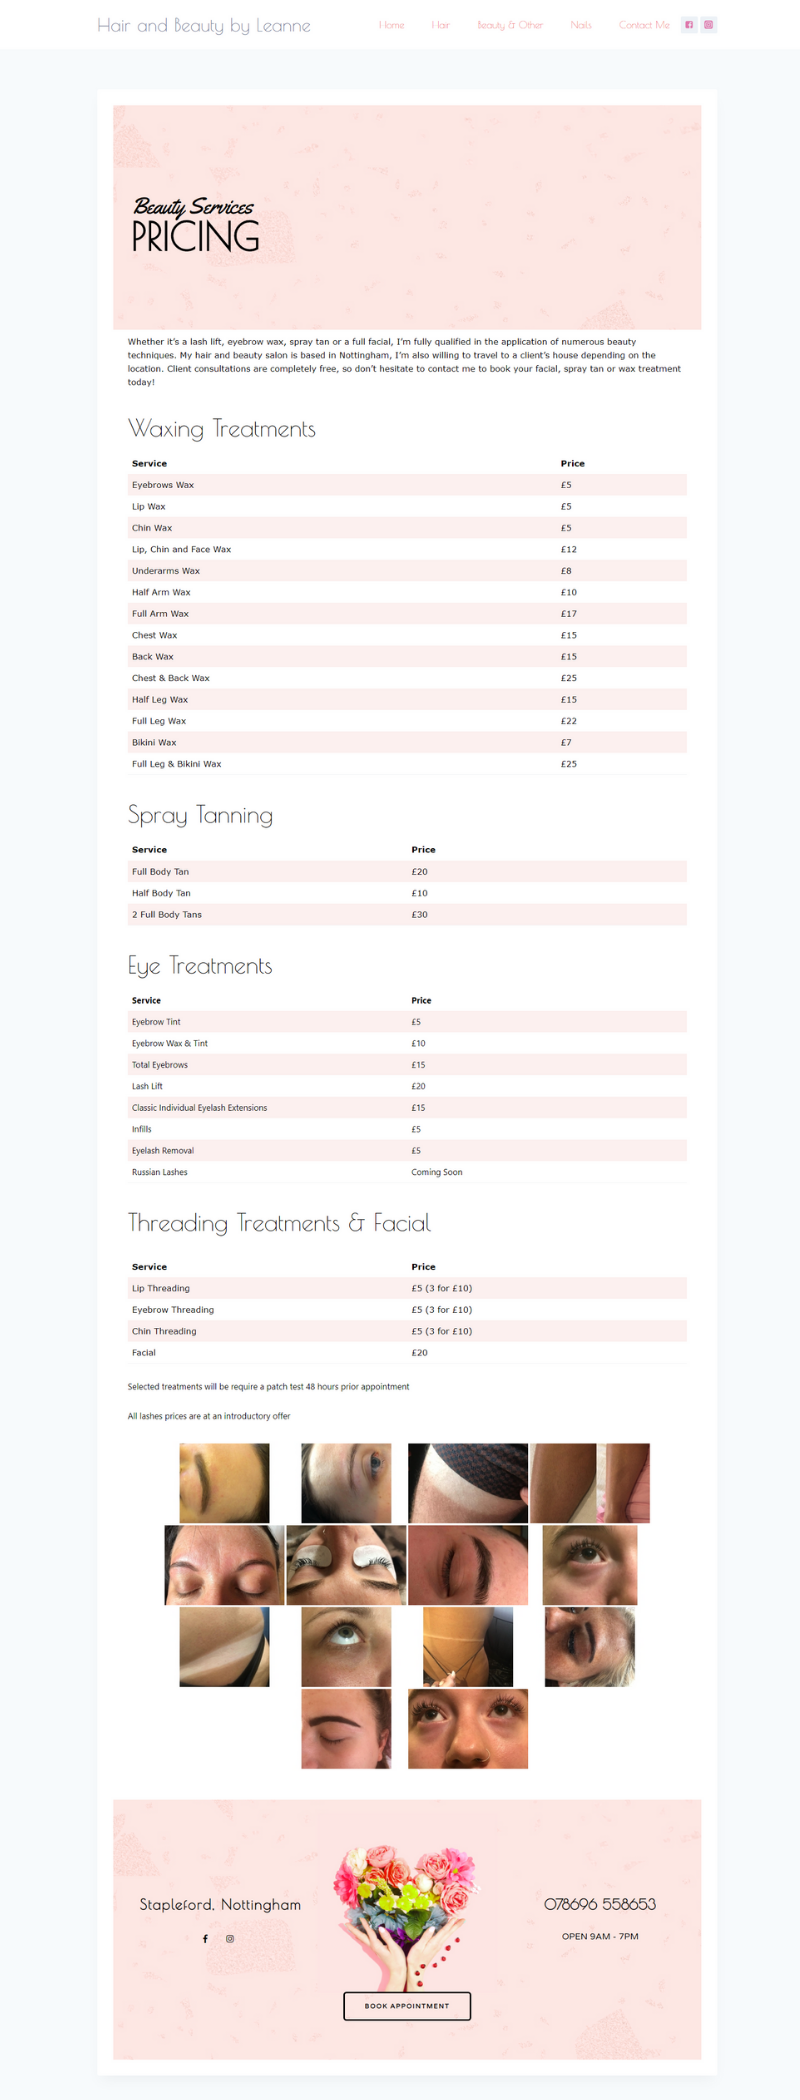 Hair and Beauty by Leanne
Home Hair Beauty & Other Nails Contact Me
Beauty Services
PRICING
Whether it's a lash lift, eyebrow wax, spray tan or a full facial, I'm fully qualified in the application of numerous beauty
techniques. My hair and beauty salon is based in Nottingham, I'm also willing to travel to a client's house depending on the
location. Client consultations are completely free, so don't hesitate to contact me to book your facial, spray tan or wax treatment
today!
Waxing Treatments
Service Price
Eyebrows Wax £5
Lip Wax £5
Chin Wax £5
Lip, Chin and Face Wax £12
Underarms Wax £8
Half Arm Wax £10
Full Arm Wax £17
Chest Wax £15
Back Wax £15
Chest & Back Wax £25
Half Leg Wax £15
Full Leg Wax £22
Bikini Wax £7
Full Leg & Bikini Wax £25
Spray Tanning
Service Price
Full Body Tan £20
Half Body Tan £10
2 Full Body Tans £30
Eye Treatments
Service Price
Eyebrow Tint £5
Eyebrow Wax & Tint £10
Total Eyebrows £15
Lash Lift £20
Classic Individual Eyelash Extensions £15
Infills £5
Eyelash Removal £5
Russian Lashes Coming Soon
Threading Treatments & Facial
Service Price
Lip Threading £5 (3 for £10)
Eyebrow Threading £5 (3 for £10)
Chin Threading £5 (3 for £10)
Facial £20
Selected treatments will be require a patch test 48 hours prior appointment
All lashes prices are at an introductory offer
Stapleford, Nottingham
078696 558653
OPEN 9AM - 7PM
BOOK APPOINTMENT